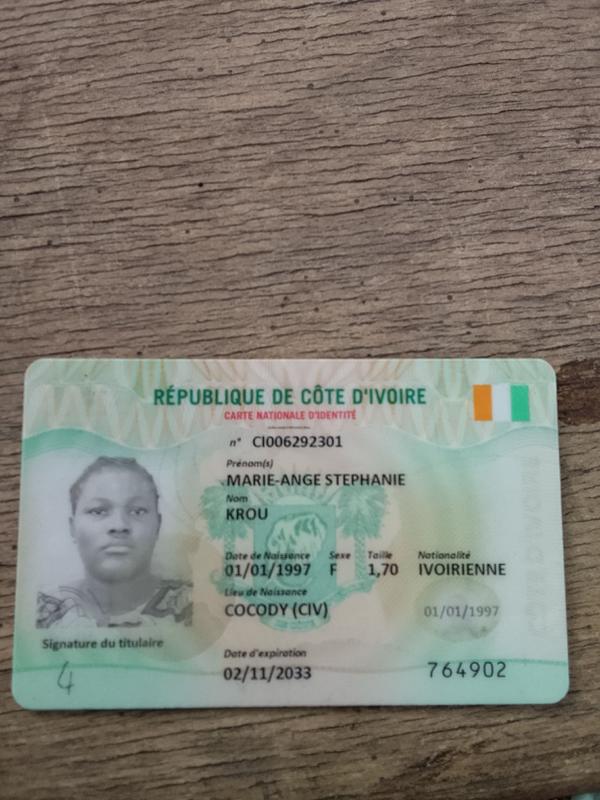 RÉPUBLIQUE DE CÔTE D'IVOIRE
CARTE NATIONALE D'IDENTITÉ
n° CI006292301
Prénom(s)
MARIE-ANGE STEPHANIE
Nom
KROU
Date de Naissance Sexe Taille Nationalité
01/01/1997 F 1,70 IVOIRIENNE
Lieu de Naissance
COCODY (CIV)
01/01/1997
Signature du titulaire
Date d'expiration
02/11/2033
764902